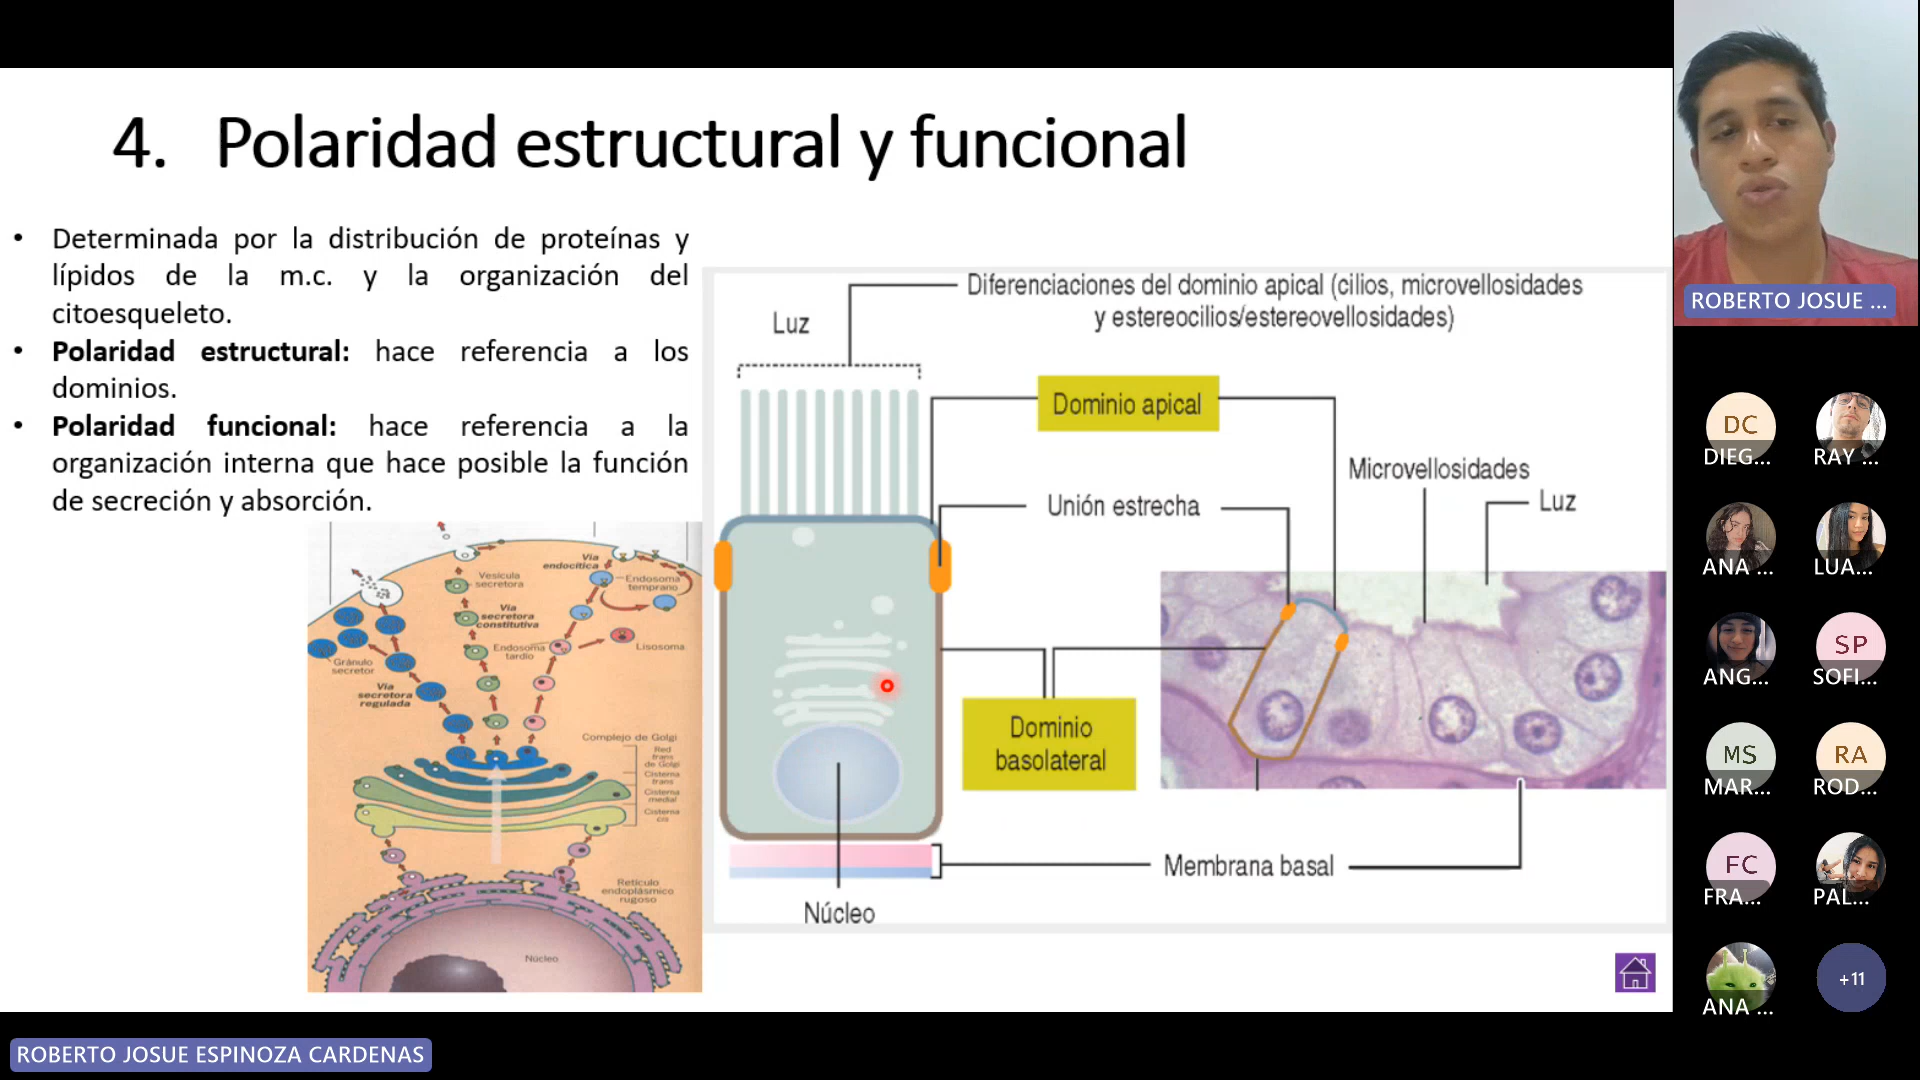 4. Polaridad estructural y funcional
• Determinada por la distribución de proteínas y
lípidos de la m.c. y la organización del
citoesqueleto.
• Polaridad estructural: hace referencia a los
dominios.
• Polaridad funcional: hace referencia a la
organización interna que hace posible la función
de secreción y absorción.
Vía
endocítica
Endosoma
temprano
Vesícula
secretora
Vía
secretora
constitutiva
Endosoma
tardío
Lisosoma
Gránulo
secretor
Vía
secretora
regulada
Complejo de Golgi
Red
trans
de Golgi
Cisterna
trans
Cisterna
medial
Cisterna
cis
Retículo
endoplásmico
rugoso
Núcleo
Diferenciaciones del dominio apical (cilios, microvellosidades
y estereocilios/estereovellosidades)
Luz
Dominio apical
Microvellosidades
Unión estrecha
Luz
Dominio
basolateral
Membrana basal
Núcleo
ROBERTO JOSUE ...
DC
DIEG...
RAY ...
ANA ...
LUA...
ANG...
SP
SOFI...
MS
MAR...
RA
ROD...
FC
FRA...
PAL...
ANA ...
+11
ROBERTO JOSUE ESPINOZA CARDENAS